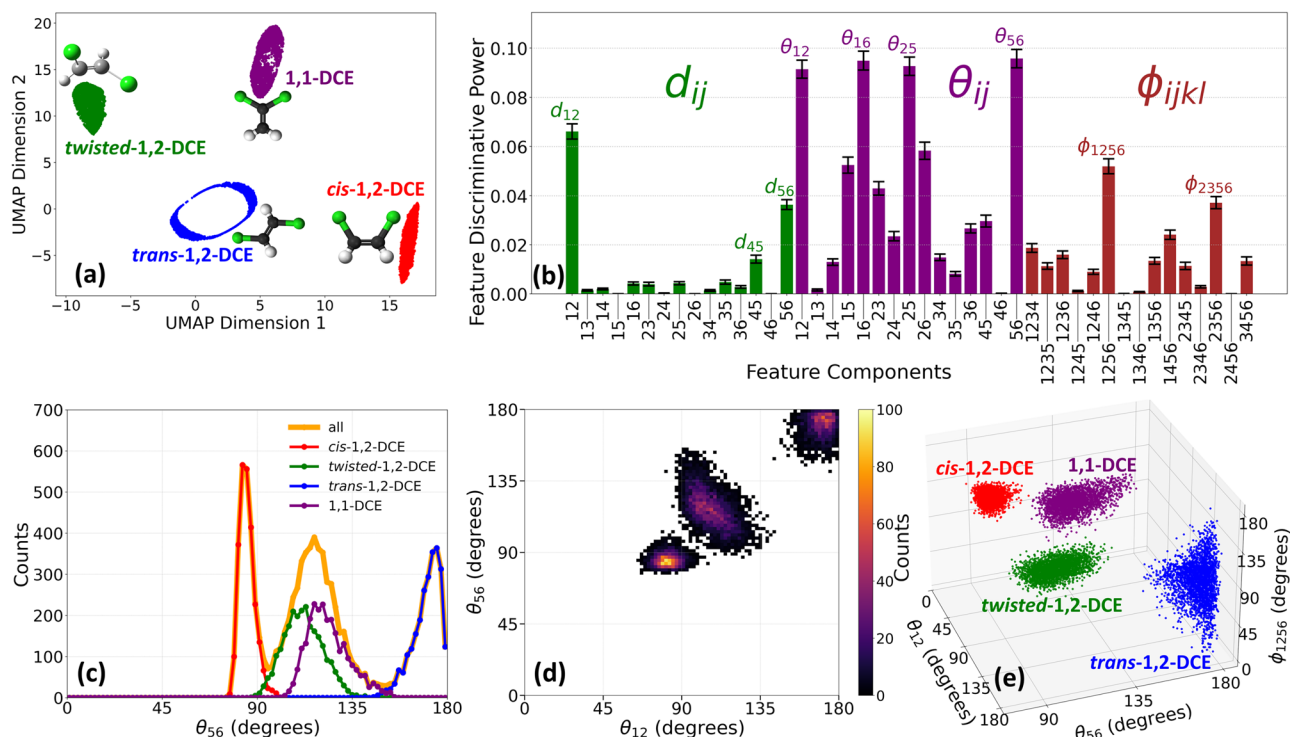 20
15
10
5
0
−5
UMAP Dimension 2
−10
−5
0
5
10
15
UMAP Dimension 1
twisted-1,2-DCE
1,1-DCE
cis-1,2-DCE
trans-1,2-DCE
(a)
Feature Discriminative Power
0.10
0.08
0.06
0.04
0.02
0.00
d12
d45
d56
dij
θ12
θ16
θ25
θ56
θij
ϕijkl
ϕ1256
ϕ2356
(b)
12
13
14
15
16
23
24
25
26
34
35
36
45
46
56
12
13
14
15
16
23
24
25
26
34
35
36
45
46
56
1234
1235
1236
1245
1246
1256
1345
1346
1356
1456
2345
2346
2356
2456
3456
Feature Components
700
600
500
400
300
200
100
0
Counts
all
cis-1,2-DCE
twisted-1,2-DCE
trans-1,2-DCE
1,1-DCE
(c)
0
45
90
135
180
θ56 (degrees)
180
135
90
45
0
θ56 (degrees)
(d)
0
45
90
135
180
θ12 (degrees)
100
80
60
40
20
0
Counts
cis-1,2-DCE
1,1-DCE
twisted-1,2-DCE
trans-1,2-DCE
(e)
0
45
90
135
180
θ12 (degrees)
90
135
180
θ56 (degrees)
180
135
90
45
0
ϕ1256 (degrees)